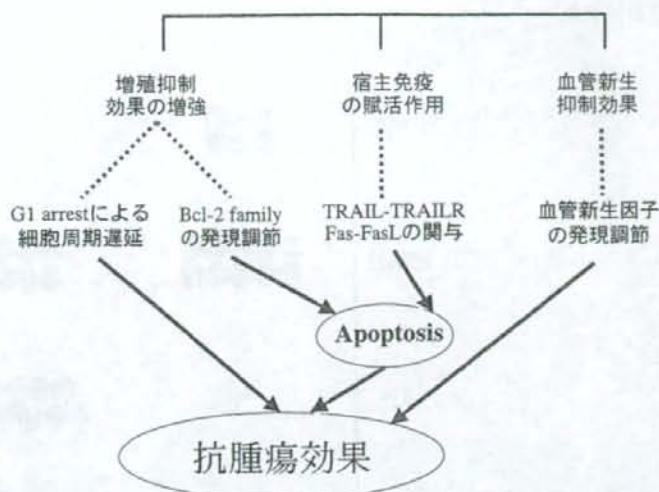 増殖抑制
効果の増強
宿主免疫
の賦活作用
血管新生
抑制効果
G1 arrestによる
細胞周期遅延
Bcl-2 family
の発現調節
TRAIL-TRAILR
Fas-FasLの関与
血管新生因子
の発現調節
Apoptosis
抗腫瘍効果